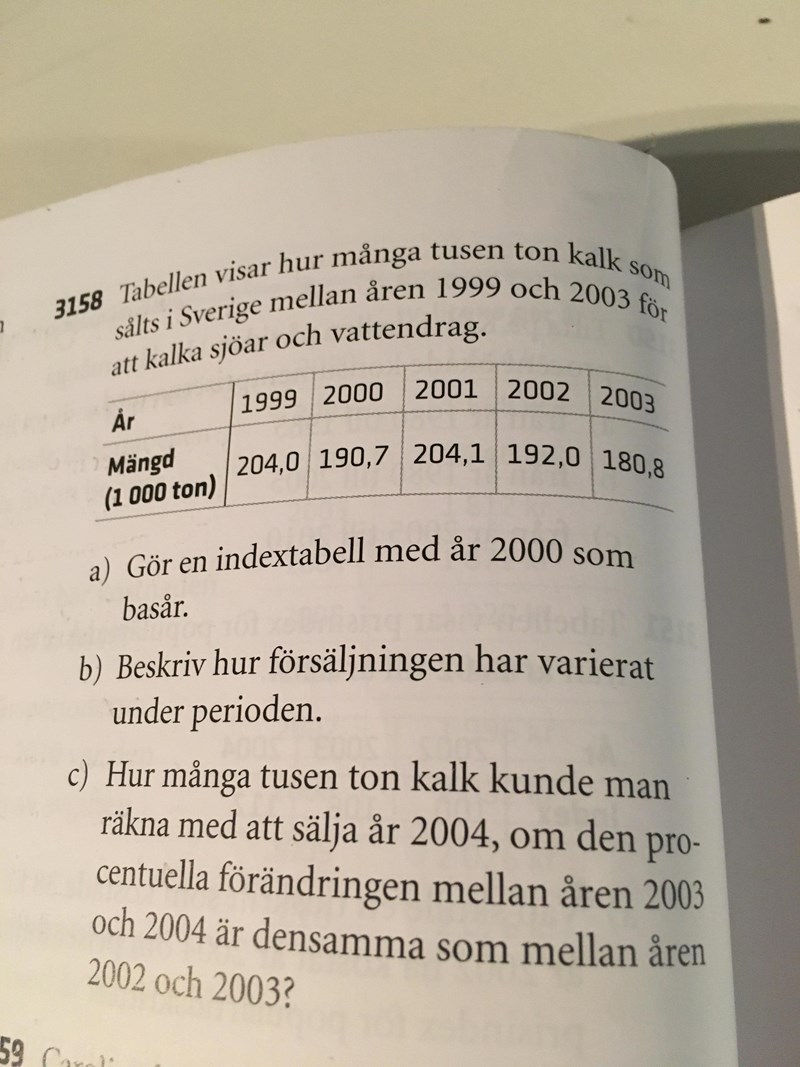 3158 Tabellen visar hur många tusen ton kalk som
sålts i Sverige mellan åren 1999 och 2003 för
att kalka sjöar och vattendrag.
År 1999 2000 2001 2002 2003
Mängd
(1 000 ton) 204,0 190,7 204,1 192,0 180,8
a) Gör en indextabell med år 2000 som
basår.
b) Beskriv hur försäljningen har varierat
under perioden.
c) Hur många tusen ton kalk kunde man
räkna med att sälja år 2004, om den pro-
centuella förändringen mellan åren 2003
och 2004 är densamma som mellan åren
2002 och 2003?
59